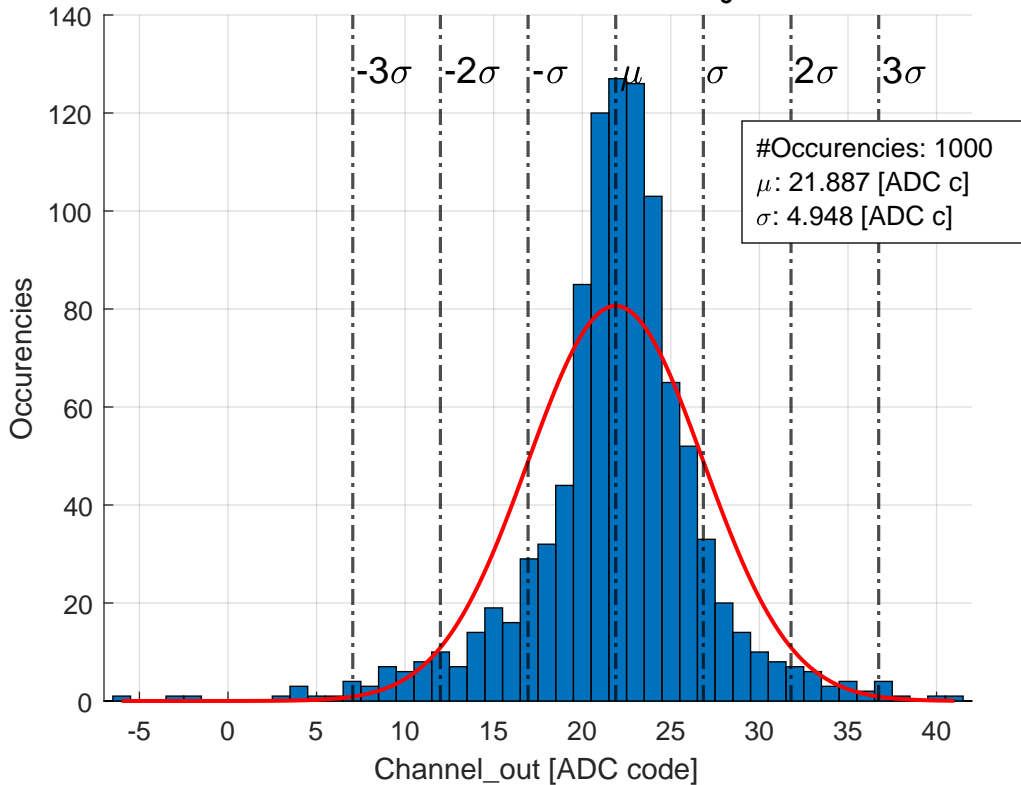 140
120
100
80
60
40
20
0
-3σ -2σ -σ μ σ 2σ 3σ
#Occurencies: 1000
μ: 21.887 [ADC c]
σ: 4.948 [ADC c]
Occurencies
-5 0 5 10 15 20 25 30 35 40
Channel_out [ADC code]